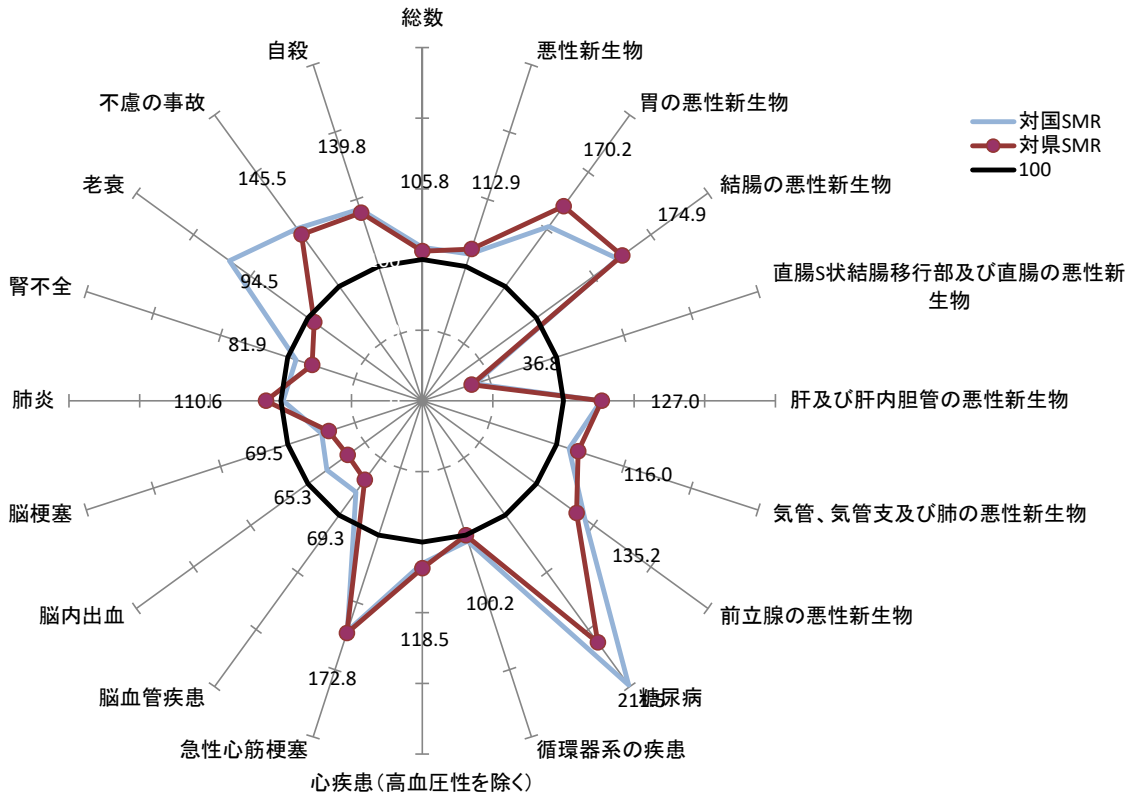 総数
悪性新生物
胃の悪性新生物
結腸の悪性新生物
直腸S状結腸移行部及び直腸の悪性新
生物
肝及び肝内胆管の悪性新生物
気管、気管支及び肺の悪性新生物
前立腺の悪性新生物
糖尿病
循環器系の疾患
心疾患(高血圧性を除く)
急性心筋梗塞
脳血管疾患
脳内出血
脳梗塞
肺炎
腎不全
老衰
不慮の事故
自殺
105.8
112.9
170.2
174.9
36.8
127.0
116.0
135.2
100.2
118.5
172.8
69.3
65.3
69.5
110.6
81.9
94.5
145.5
139.8
対国SMR
対県SMR
100